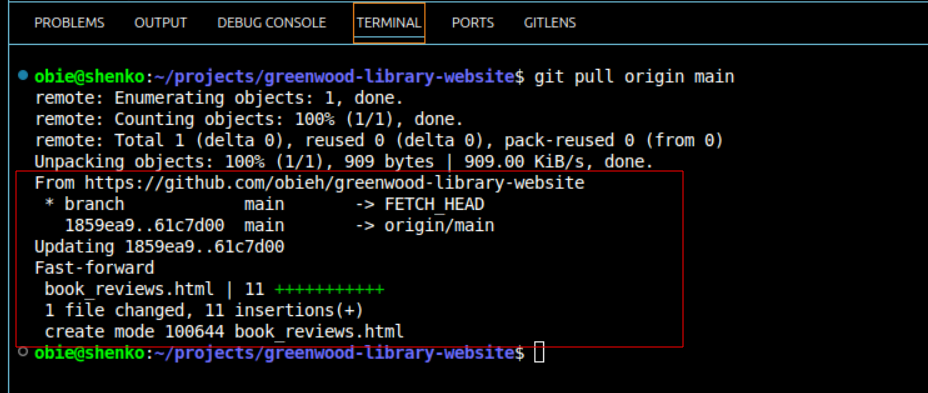 PROBLEMS OUTPUT DEBUG CONSOLE TERMINAL PORTS GITLENS
obie@shenko:~/projects/greenwood-library-website$ git pull origin main
remote: Enumerating objects: 1, done.
remote: Counting objects: 100% (1/1), done.
remote: Total 1 (delta 0), reused 0 (delta 0), pack-reused 0 (from 0)
Unpacking objects: 100% (1/1), 909 bytes | 909.00 KiB/s, done.
From https://github.com/obieh/greenwood-library-website
 * branch            main       -> FETCH_HEAD
   1859ea9..61c7d00  main       -> origin/main
Updating 1859ea9..61c7d00
Fast-forward
 book_reviews.html | 11 +++++++++++
 1 file changed, 11 insertions(+)
 create mode 100644 book_reviews.html
obie@shenko:~/projects/greenwood-library-website$